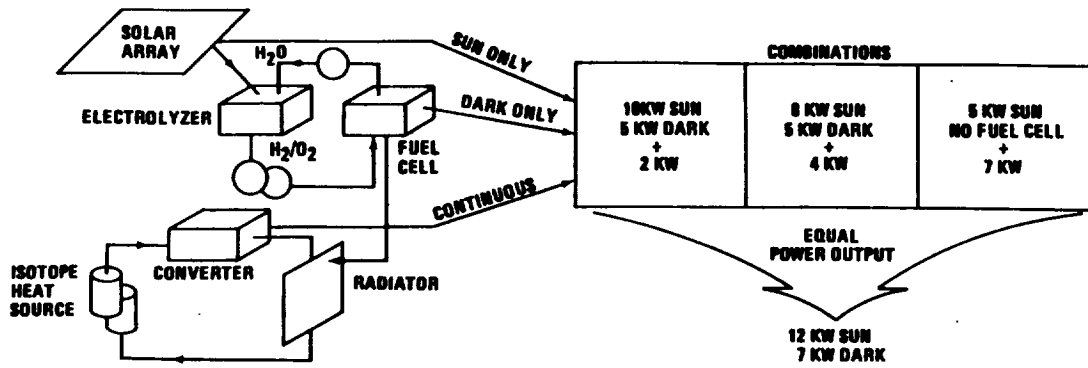 SOLAR
ARRAY
H2O
ELECTROLYZER
H2/O2
FUEL
CELL
SUN ONLY
DARK ONLY
CONTINUOUS
ISOTOPE
HEAT
SOURCE
CONVERTER
RADIATOR
COMBINATIONS
10KW SUN
5 KW DARK
+
2 KW
8 KW SUN
5 KW DARK
+
4 KW
5 KW SUN
NO FUEL CELL
+
7 KW
EQUAL
POWER OUTPUT
12 KW SUN
7 KW DARK